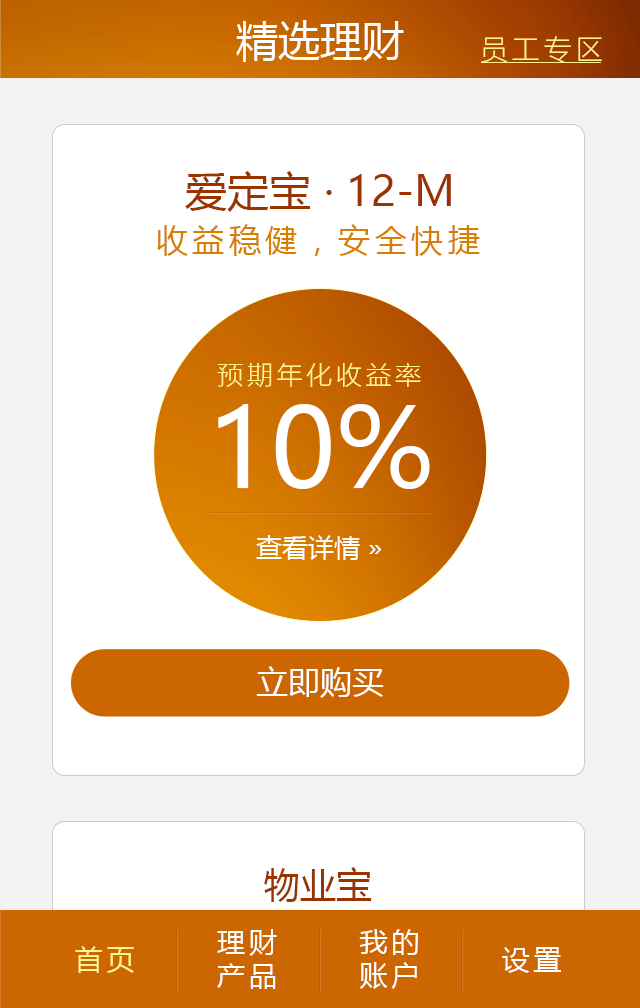 精选理财
员工专区
爱定宝 · 12-M
收益稳健，安全快捷
预期年化收益率
10%
查看详情 »
立即购买
物业宝
首页
理财
产品
我的
账户
设置